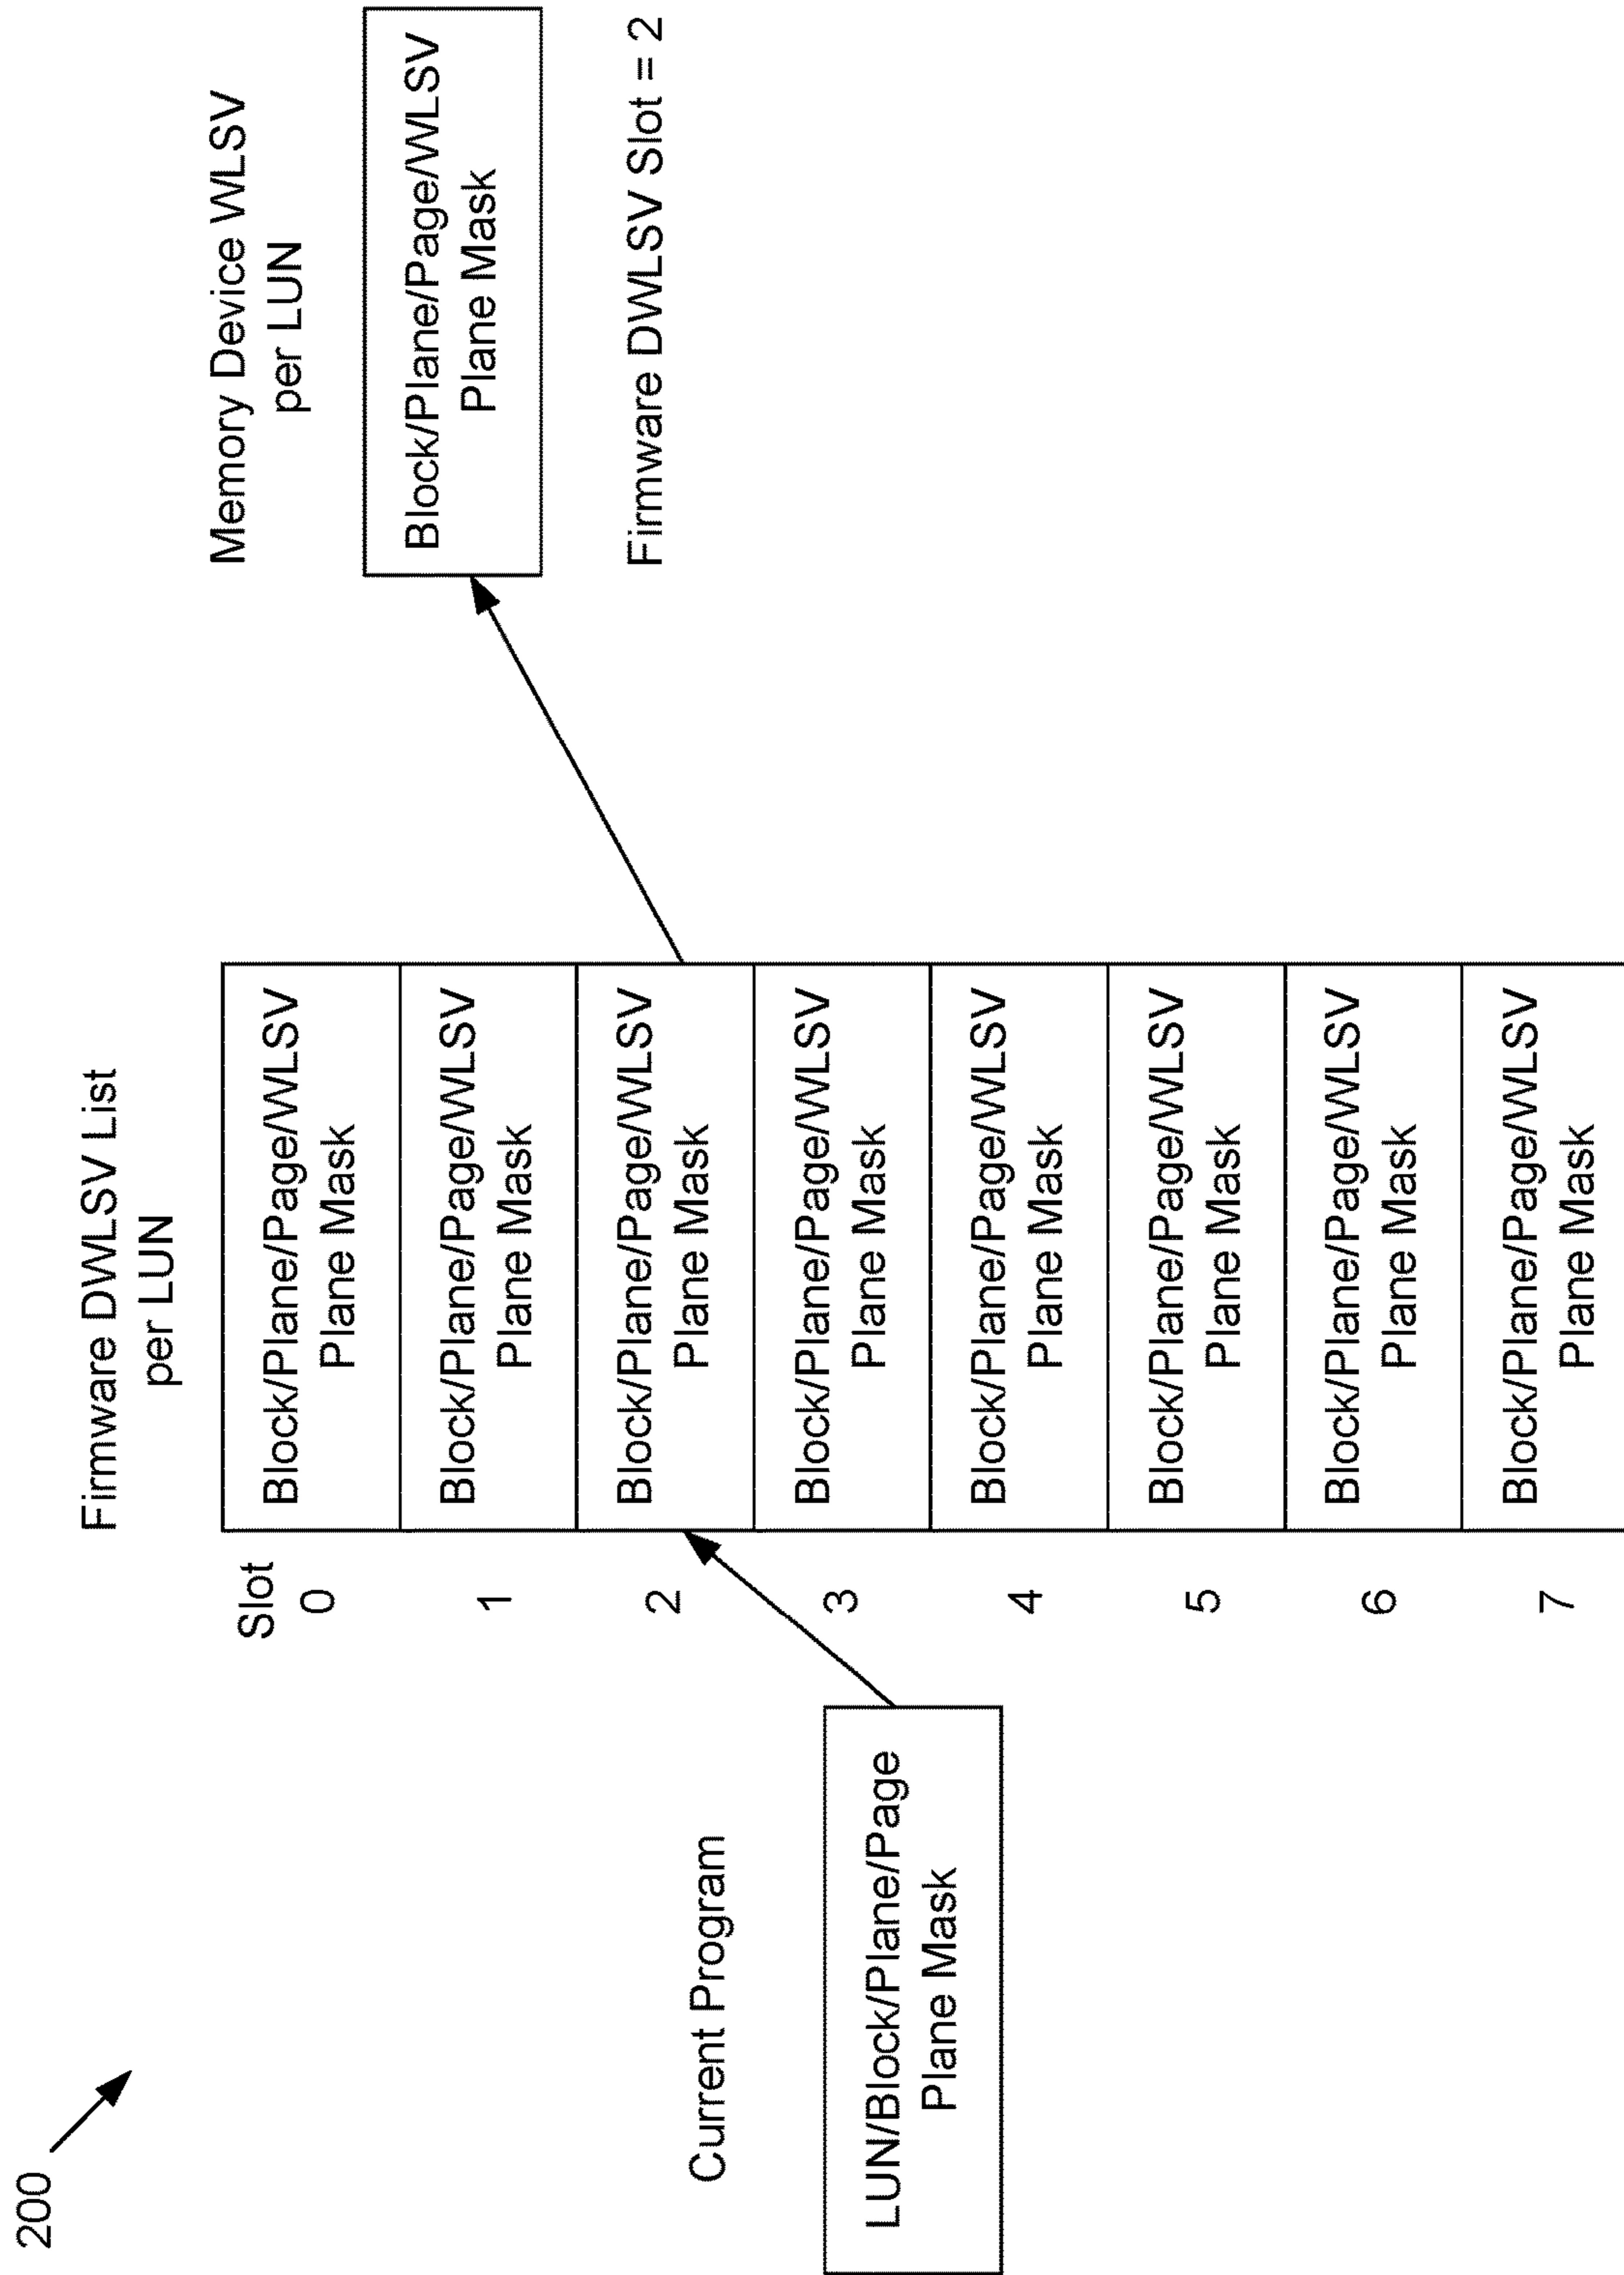 200
Current Program
LUN/Block/Plane/Page
Plane Mask
Firmware DWLSV List
per LUN
Slot
0
Block/Plane/Page/WLSV
Plane Mask
1
Block/Plane/Page/WLSV
Plane Mask
2
Block/Plane/Page/WLSV
Plane Mask
3
Block/Plane/Page/WLSV
Plane Mask
4
Block/Plane/Page/WLSV
Plane Mask
5
Block/Plane/Page/WLSV
Plane Mask
6
Block/Plane/Page/WLSV
Plane Mask
7
Block/Plane/Page/WLSV
Plane Mask
Memory Device WLSV
per LUN
Block/Plane/Page/WLSV
Plane Mask
Firmware DWLSV Slot = 2